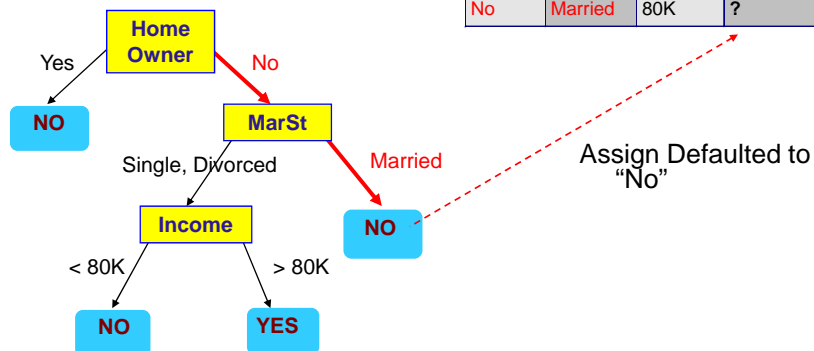 No Married 80K ?
Home
Owner
Yes
No
NO
MarSt
Single, Divorced
Married
Assign Defaulted to
“No”
Income
NO
< 80K
> 80K
NO
YES